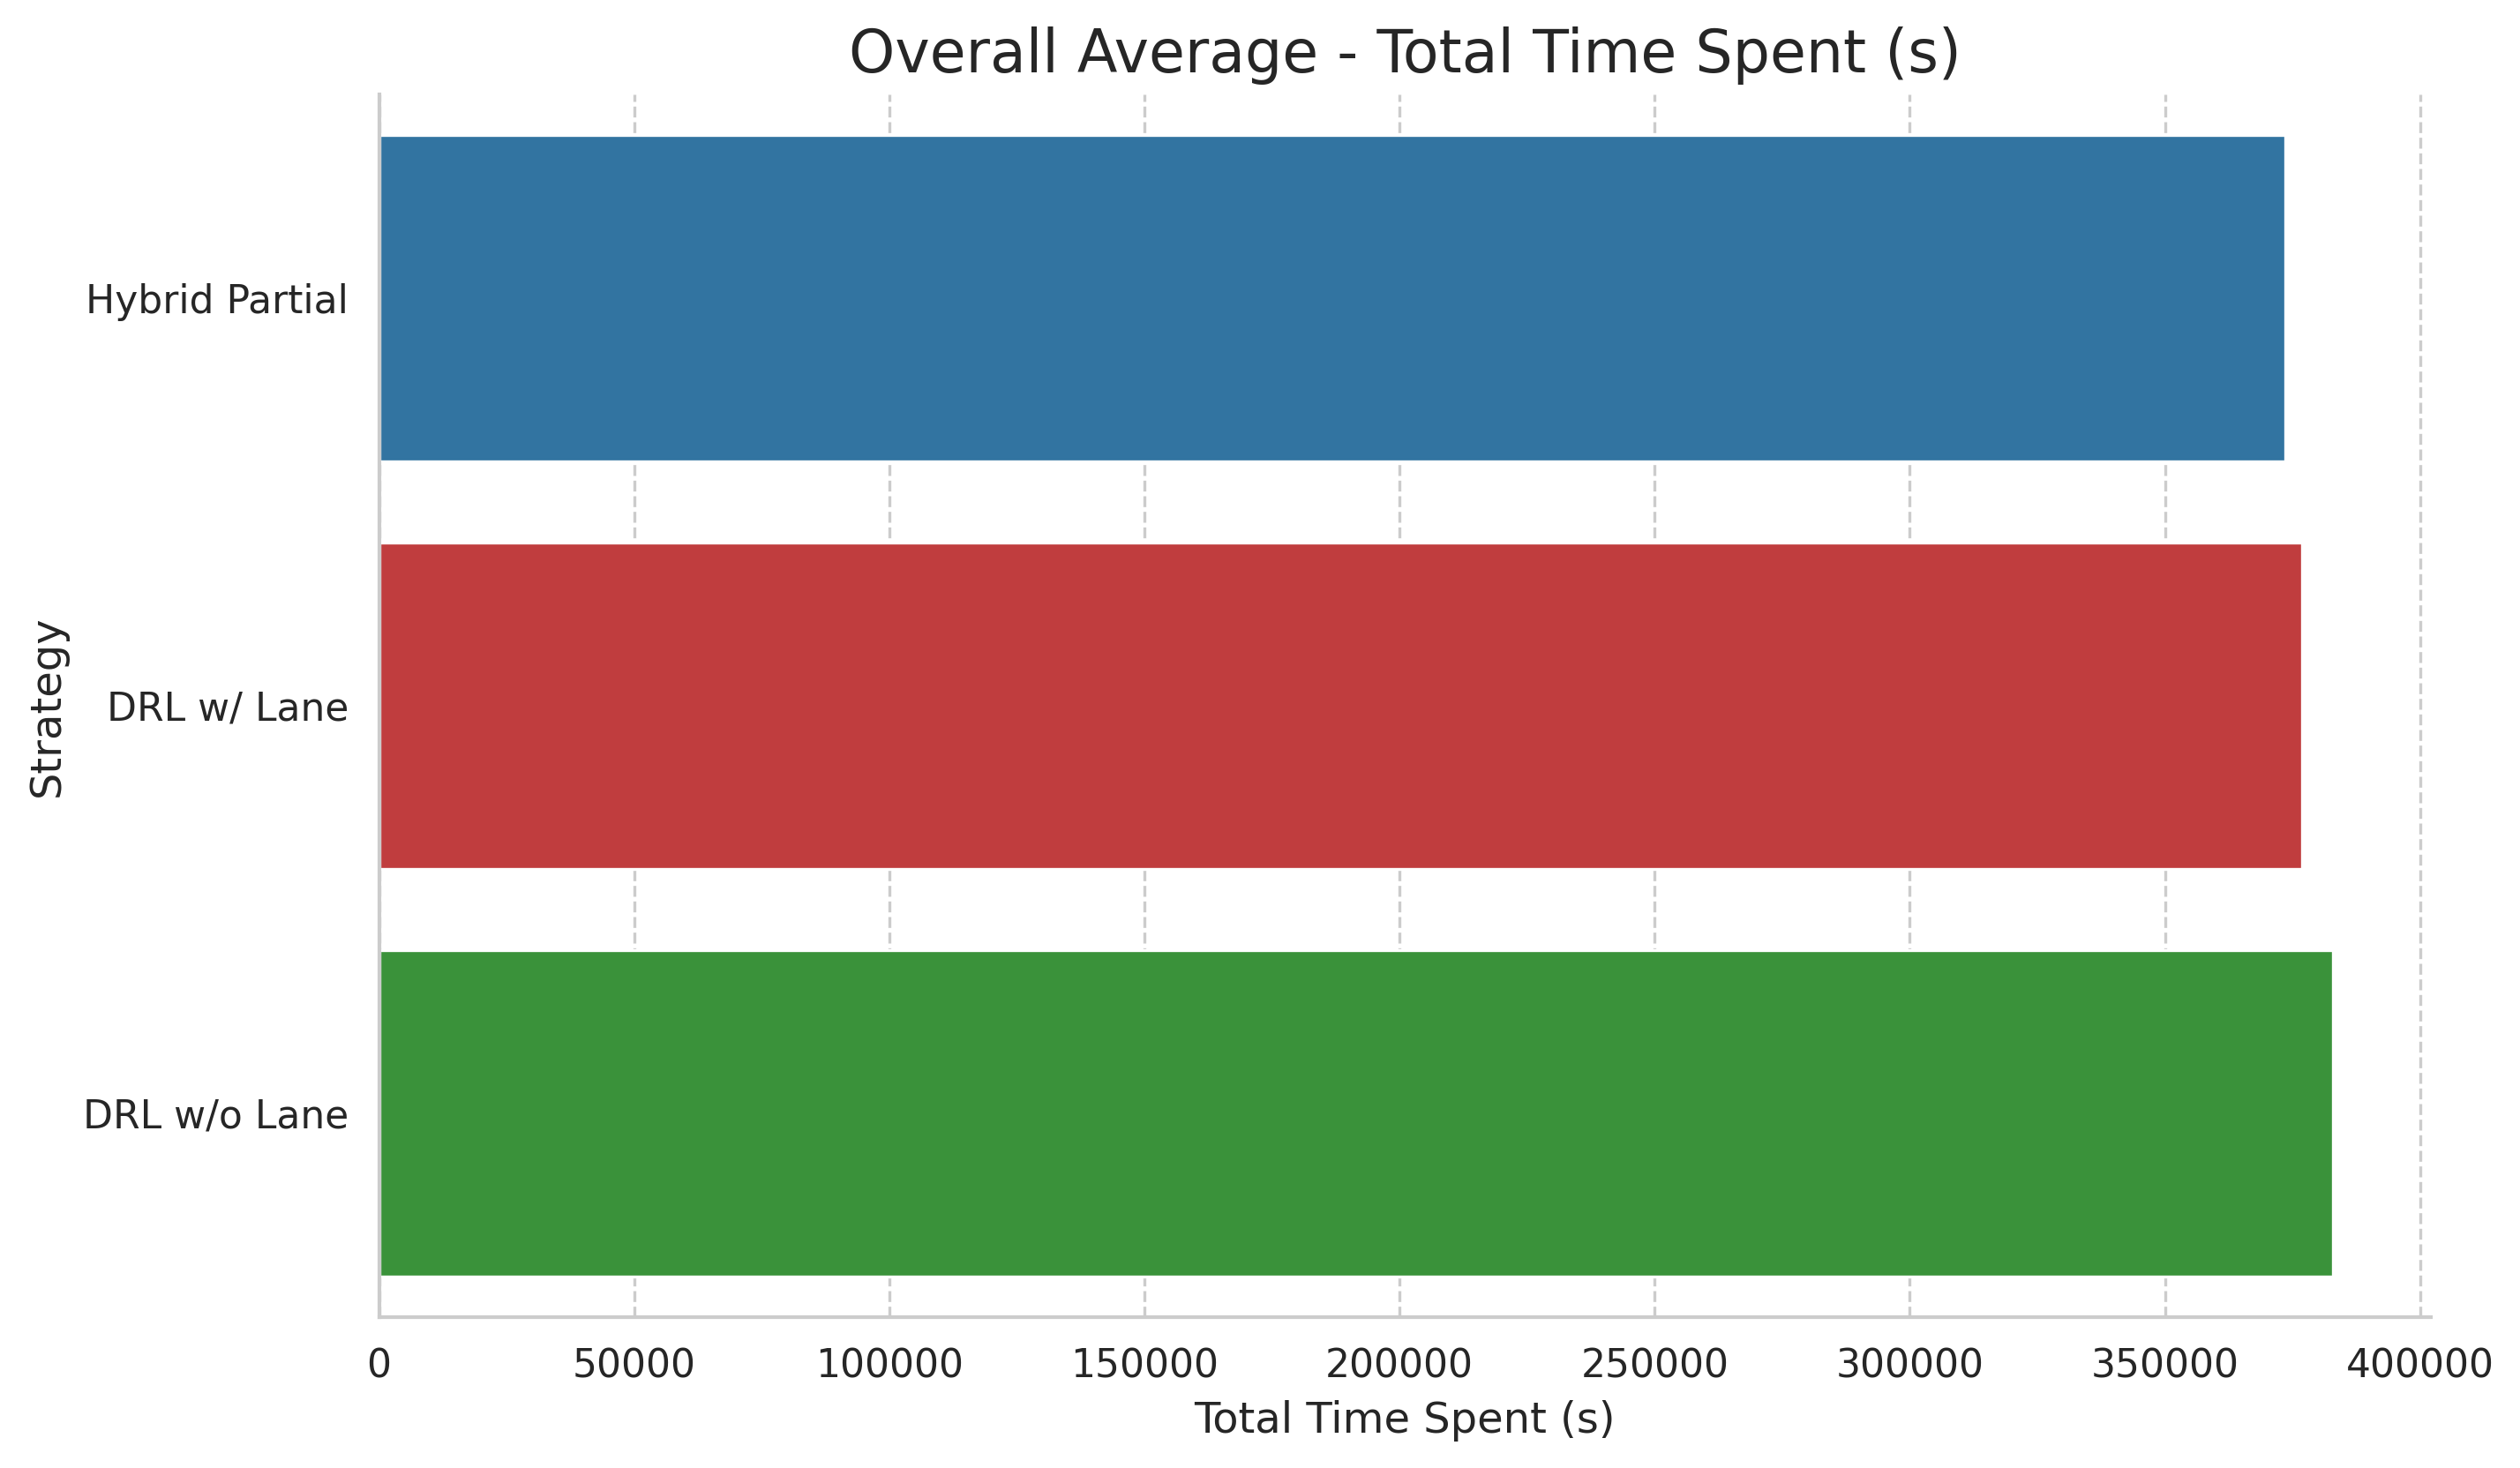 Overall Average - Total Time Spent (s)
Strategy
Hybrid Partial
DRL w/ Lane
DRL w/o Lane
0 50000 100000 150000 200000 250000 300000 350000 400000
Total Time Spent (s)